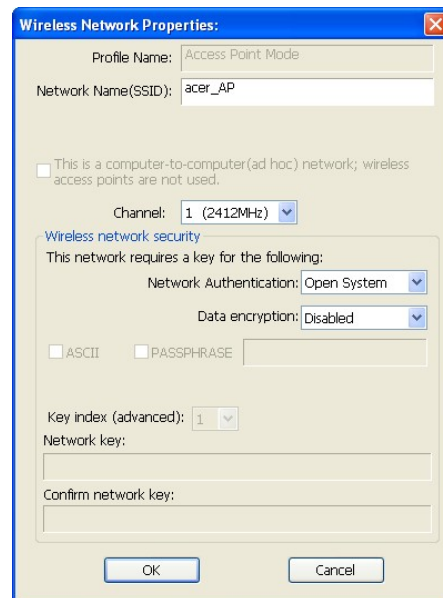 Wireless Network Properties:
Profile Name: Access Point Mode
Network Name(SSID): acer_AP
This is a computer-to-computer(ad hoc) network; wireless
access points are not used.
Channel: 1 (2412MHz)
Wireless network security
This network requires a key for the following:
Network Authentication: Open System
Data encryption: Disabled
ASCII PASSPHRASE
Key index (advanced): 1
Network key:
Confirm network key:
OK Cancel